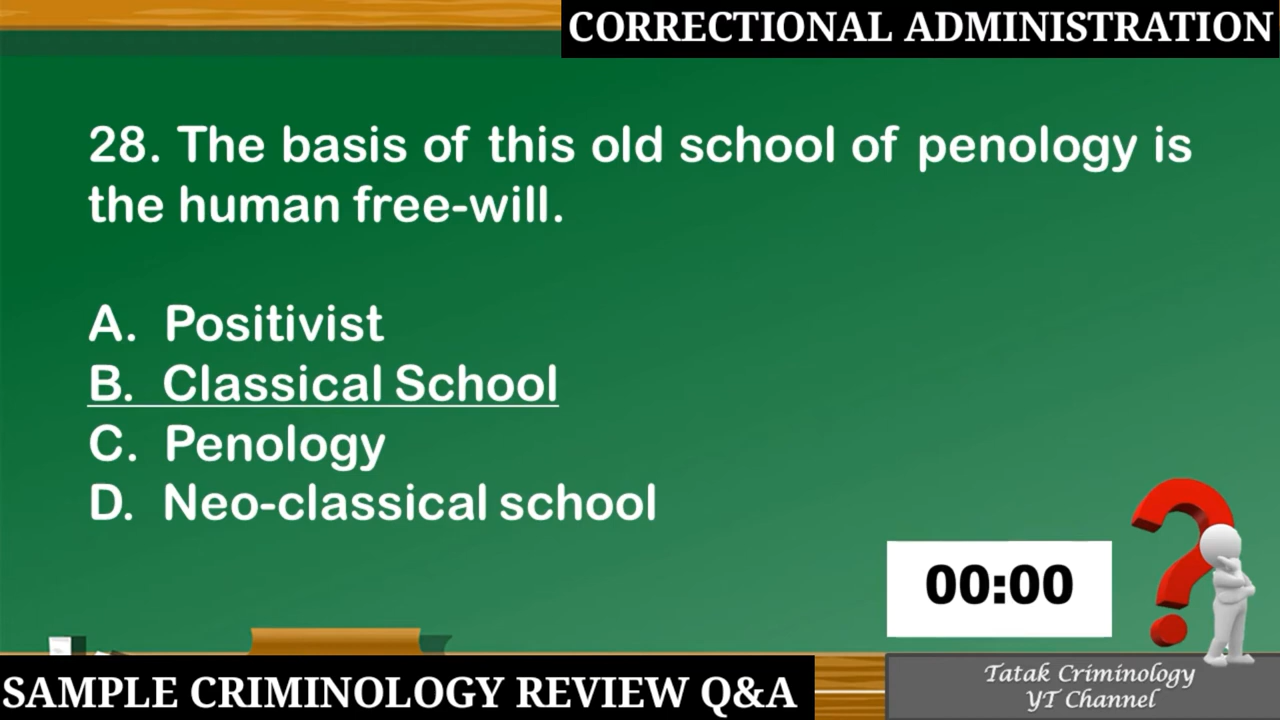 CORRECTIONAL ADMINISTRATION
28. The basis of this old school of penology is
the human free-will.
A. Positivist
B. Classical School
C. Penology
D. Neo-classical school
00:00
SAMPLE CRIMINOLOGY REVIEW Q&A
Tatak Criminology
YT Channel